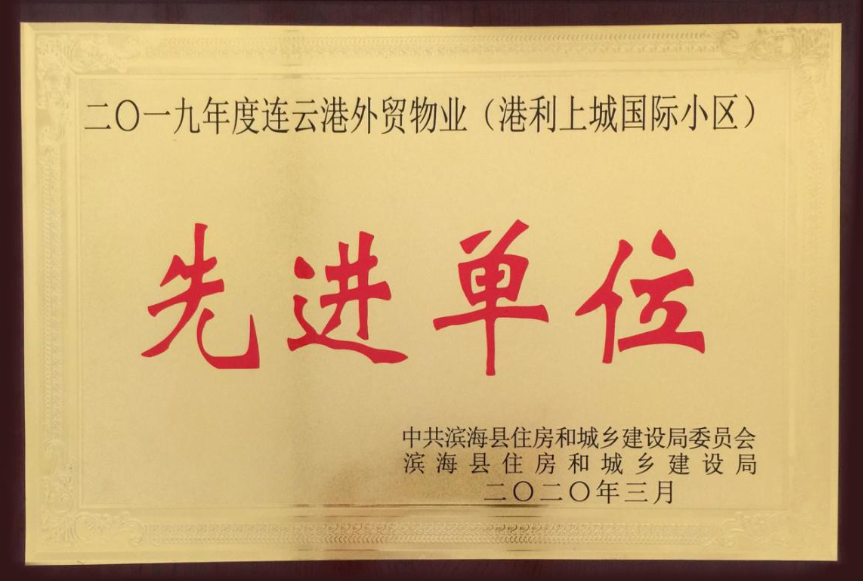 二〇一九年度连云港外贸物业（港利上城国际小区）
先进单位
中共滨海县住房和城乡建设局委员会
滨海县住房和城乡建设局
二〇二〇年三月